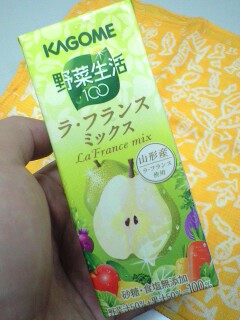 KAGOME
野菜生活
100
ラ・フランス
ミックス
La France mix
山形産
ラ・フランス
使用
砂糖・食塩無添加